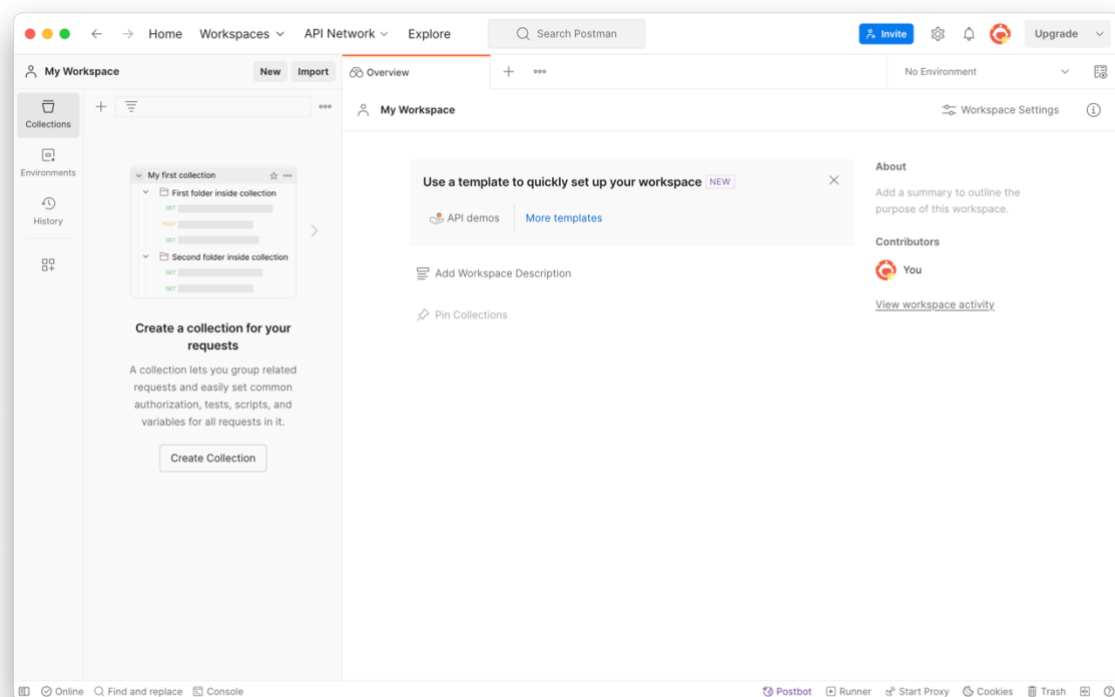 Home Workspaces API Network Explore Search Postman Invite Upgrade
My Workspace New Import Overview No Environment
Collections
Environments
History
My first collection
First folder inside collection
GET
POST
GET
Second folder inside collection
GET
GET
Create a collection for your
requests
A collection lets you group related
requests and easily set common
authorization, tests, scripts, and
variables for all requests in it.
Create Collection
My Workspace Workspace Settings
Use a template to quickly set up your workspace NEW
API demos More templates
Add Workspace Description
Pin Collections
About
Add a summary to outline the
purpose of this workspace.
Contributors
You
View workspace activity
Online Find and replace Console Postbot Runner Start Proxy Cookies Trash